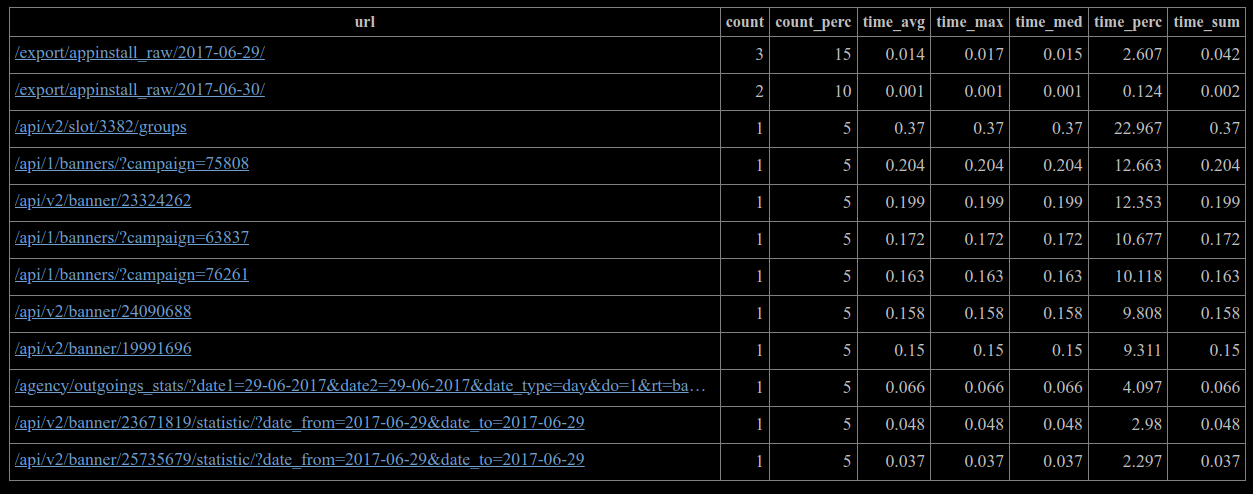 url count count_perc time_avg time_max time_med time_perc time_sum
/export/appinstall_raw/2017-06-29/ 3 15 0.014 0.017 0.015 2.607 0.042
/export/appinstall_raw/2017-06-30/ 2 10 0.001 0.001 0.001 0.124 0.002
/api/v2/slot/3382/groups 1 5 0.37 0.37 0.37 22.967 0.37
/api/1/banners/?campaign=75808 1 5 0.204 0.204 0.204 12.663 0.204
/api/v2/banner/23324262 1 5 0.199 0.199 0.199 12.353 0.199
/api/1/banners/?campaign=63837 1 5 0.172 0.172 0.172 10.677 0.172
/api/1/banners/?campaign=76261 1 5 0.163 0.163 0.163 10.118 0.163
/api/v2/banner/24090688 1 5 0.158 0.158 0.158 9.808 0.158
/api/v2/banner/19991696 1 5 0.15 0.15 0.15 9.311 0.15
/agency/outgoings_stats/?date1=29-06-2017&date2=29-06-2017&date_type=day&do=1&rt=ba… 1 5 0.066 0.066 0.066 4.097 0.066
/api/v2/banner/23671819/statistic/?date_from=2017-06-29&date_to=2017-06-29 1 5 0.048 0.048 0.048 2.98 0.048
/api/v2/banner/25735679/statistic/?date_from=2017-06-29&date_to=2017-06-29 1 5 0.037 0.037 0.037 2.297 0.037